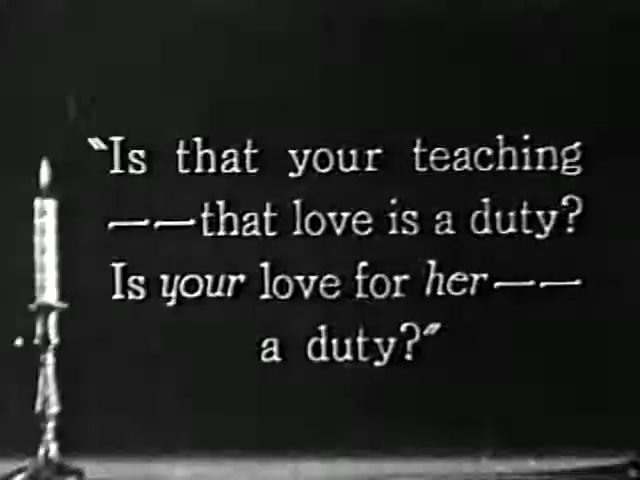 "Is that your teaching
——that love is a duty?
Is your love for her——
a duty?"